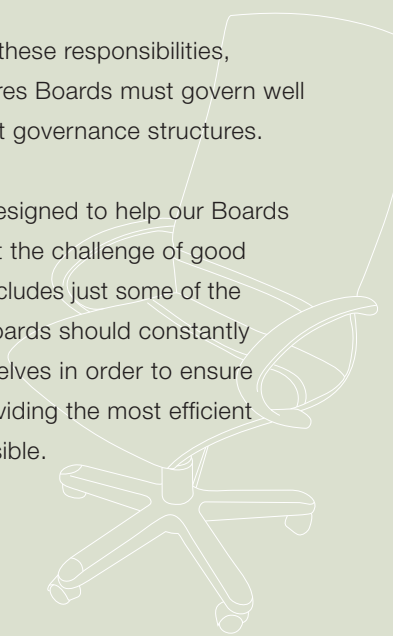 these responsibilities,
res Boards must govern well
t governance structures.
esigned to help our Boards
t the challenge of good
cludes just some of the
oards should constantly
elves in order to ensure
viding the most efficient
sible.